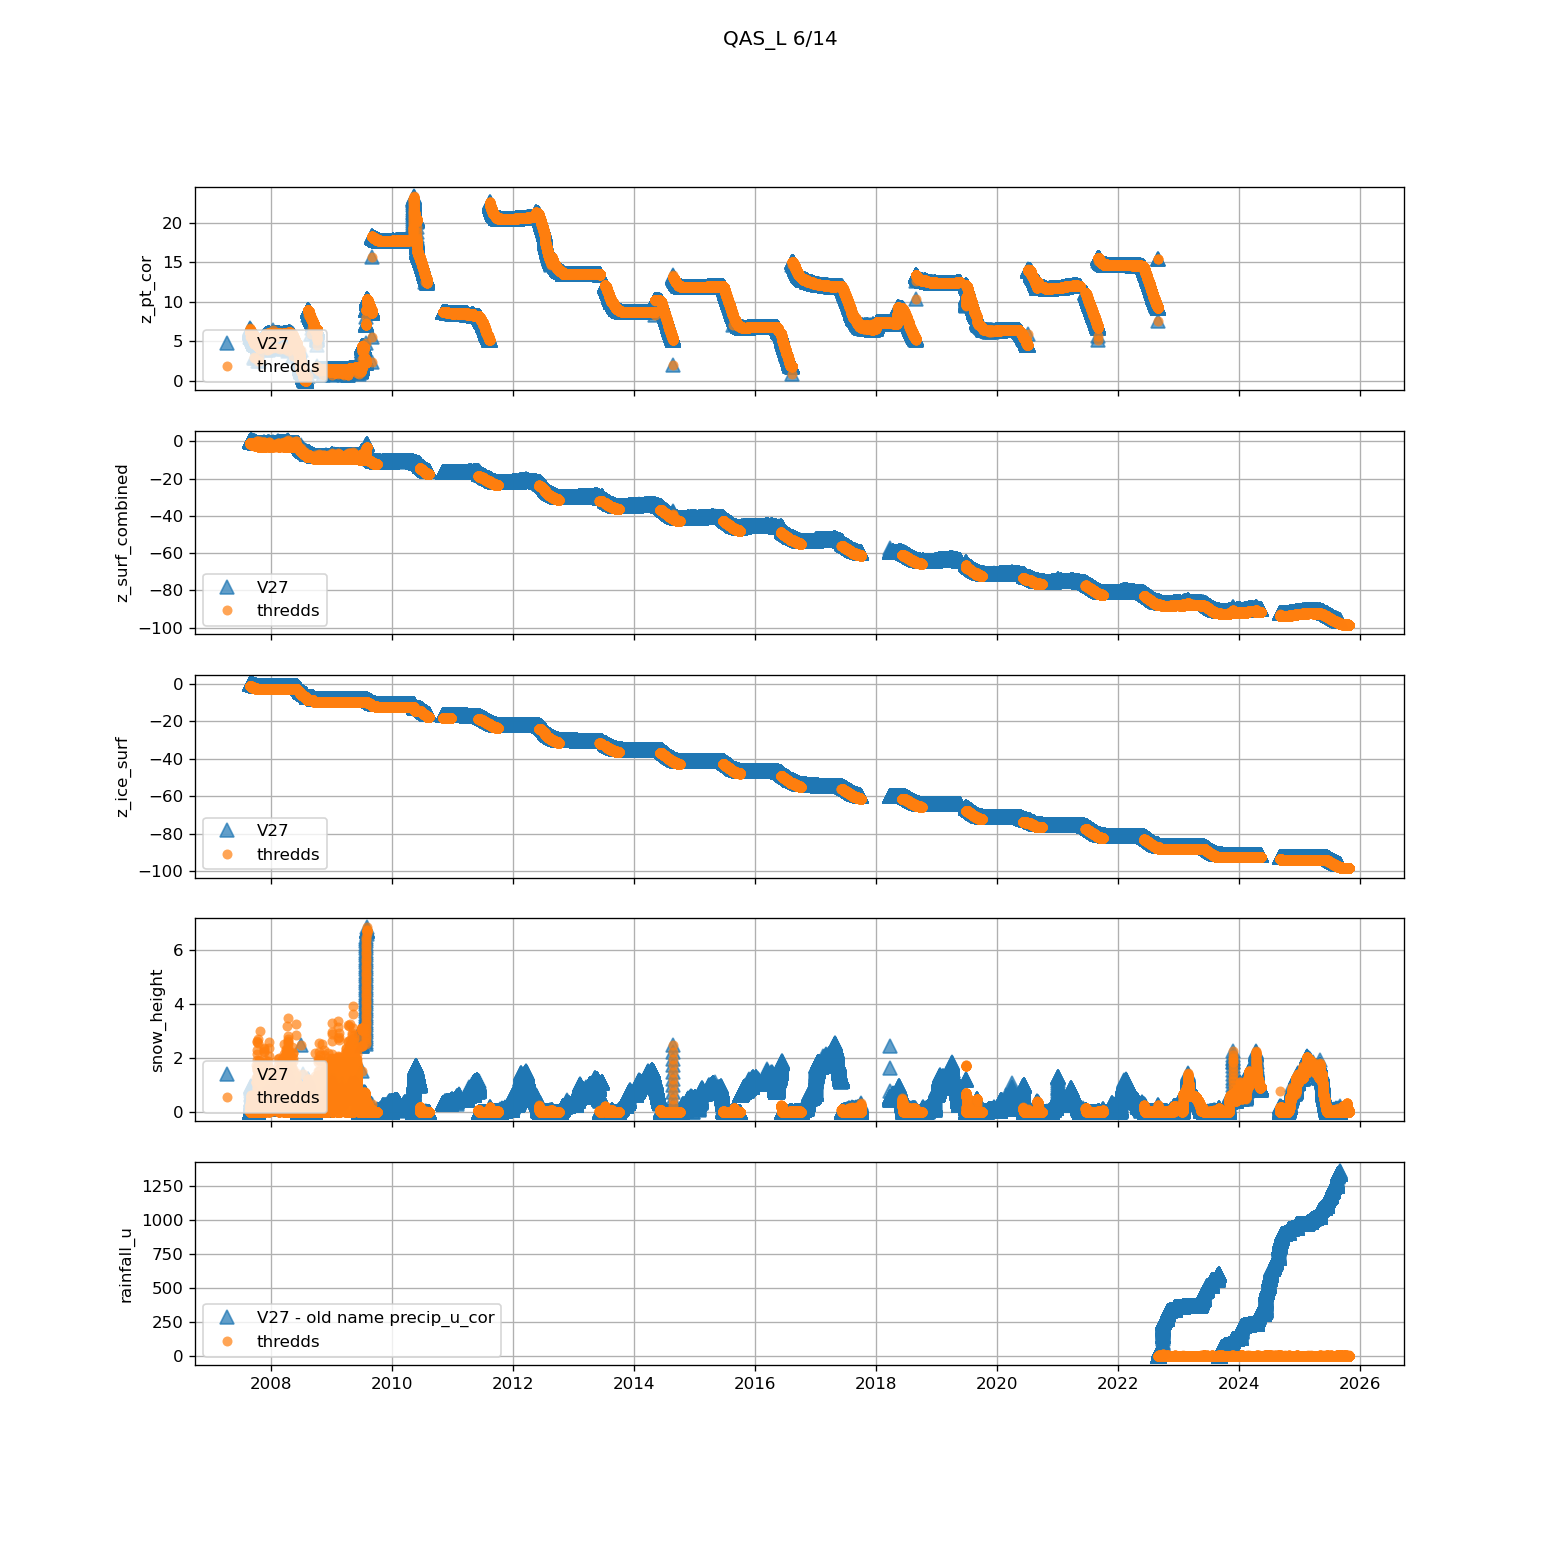 QAS_L 6/14
z_pt_cor
20
15
10
5
0
V27
thredds
z_surf_combined
0
−20
−40
−60
−80
−100
V27
thredds
z_ice_surf
0
−20
−40
−60
−80
−100
V27
thredds
snow_height
6
4
2
0
V27
thredds
rainfall_u
1250
1000
750
500
250
0
V27 - old name precip_u_cor
thredds
2008 2010 2012 2014 2016 2018 2020 2022 2024 2026